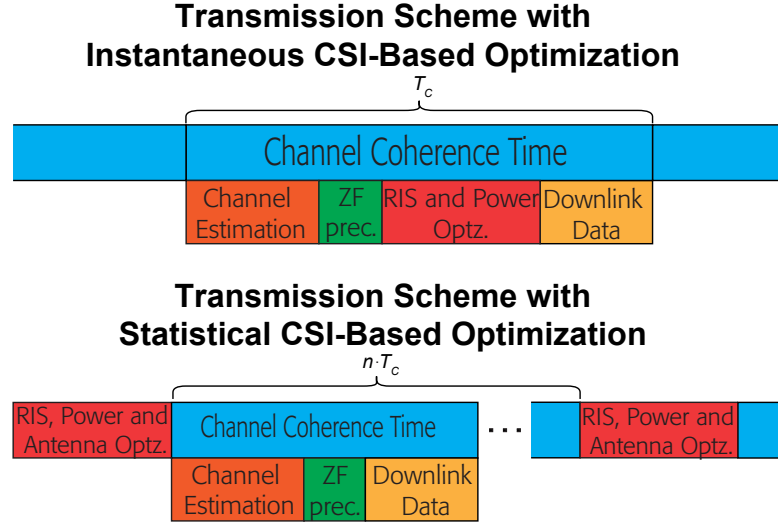 Transmission Scheme with
Instantaneous CSI-Based Optimization
T_c
Channel Coherence Time
Channel
Estimation
ZF
prec.
RIS and Power
Optz.
Downlink
Data
Transmission Scheme with
Statistical CSI-Based Optimization
n·T_c
RIS, Power and
Antenna Optz.
Channel Coherence Time
...
RIS, Power and
Antenna Optz.
Channel
Estimation
ZF
prec.
Downlink
Data